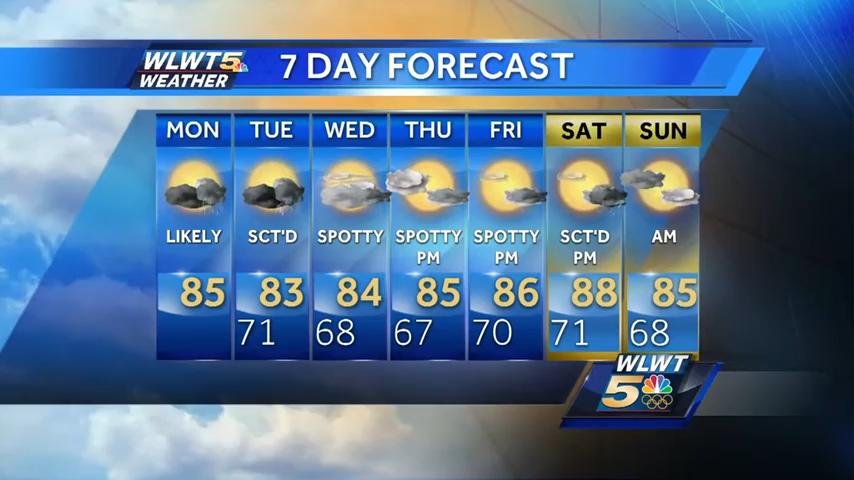 WLWT5
WEATHER
7 DAY FORECAST
MON TUE WED THU FRI SAT SUN
LIKELY SCT'D SPOTTY SPOTTY PM SPOTTY PM SCT'D PM AM
85 83 84 85 86 88 85
71 68 67 70 71 68
WLWT
5